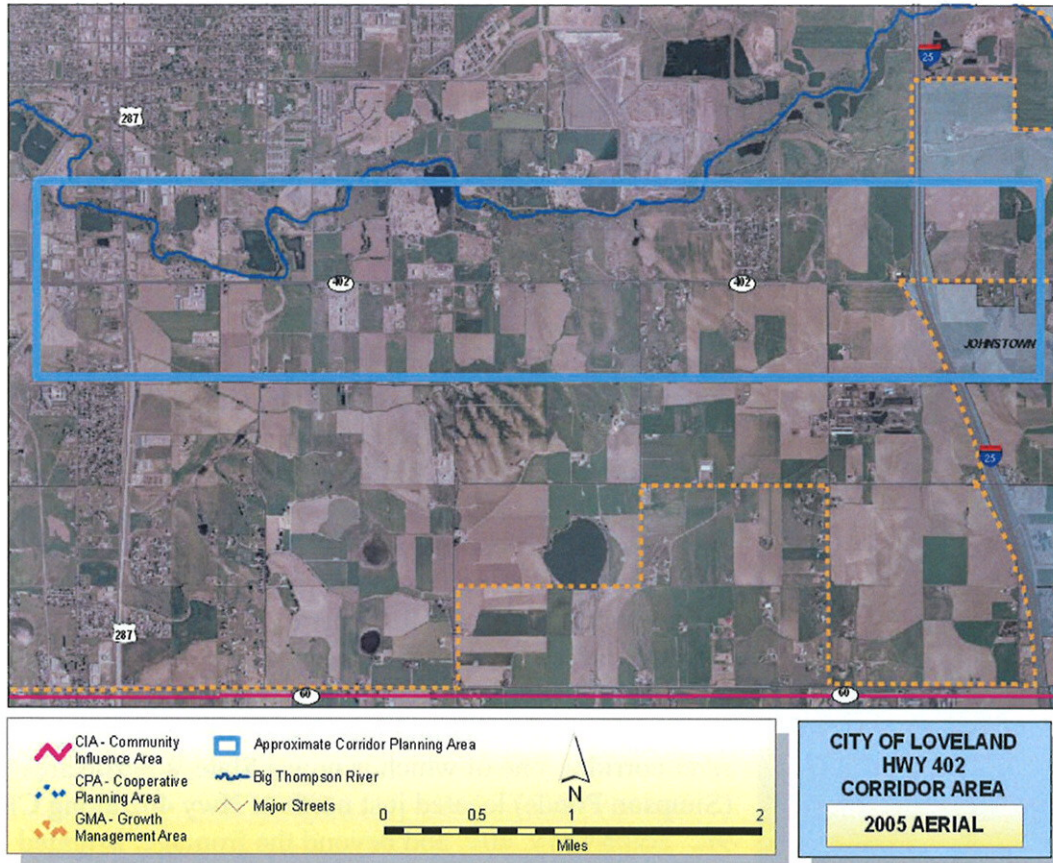 25
287
402
402
JOHNSTOWN
25
287
60
60
CIA - Community
Influence Area
CPA - Cooperative
Planning Area
GMA - Growth
Management Area
Approximate Corridor Planning Area
Big Thompson River
Major Streets
N
0 0.5 1 2
Miles
CITY OF LOVELAND
HWY 402
CORRIDOR AREA
2005 AERIAL